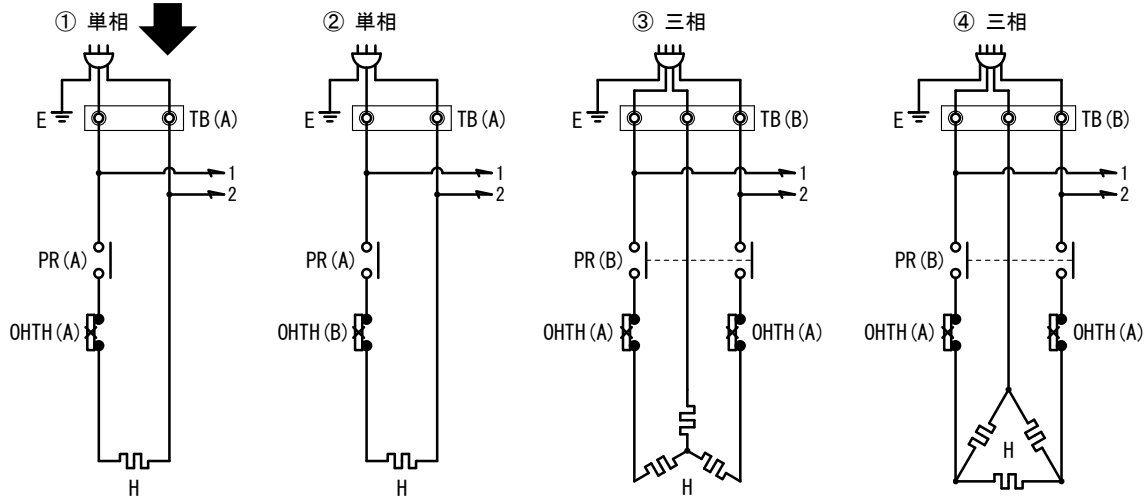 ① 単相
② 単相
③ 三相
④ 三相
E
TB(A)
E
TB(A)
E
TB(B)
E
TB(B)
1
2
1
2
1
2
1
2
PR(A)
PR(A)
PR(B)
PR(B)
OHTH(A)
OHTH(B)
OHTH(A)
OHTH(A)
OHTH(A)
OHTH(A)
H
H
H
H